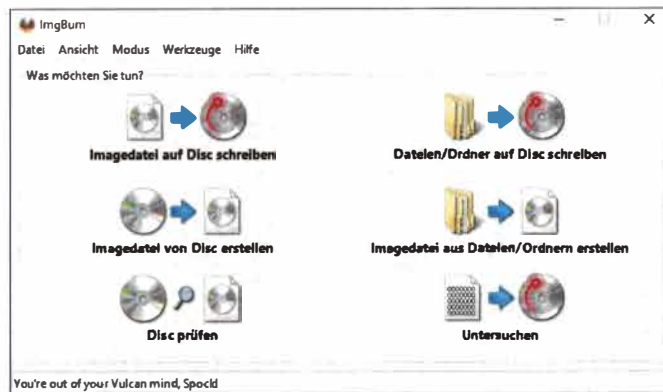 ImgBurn
Datei Ansicht Modus Werkzeuge Hilfe
Was möchten Sie tun?
Imagedatei auf Disc schreiben
Dateien/Ordner auf Disc schreiben
Imagedatei von Disc erstellen
Imagedatei aus Dateien/Ordnern erstellen
Disc prüfen
Untersuchen
You're out of your Vulcan mind, Spock!